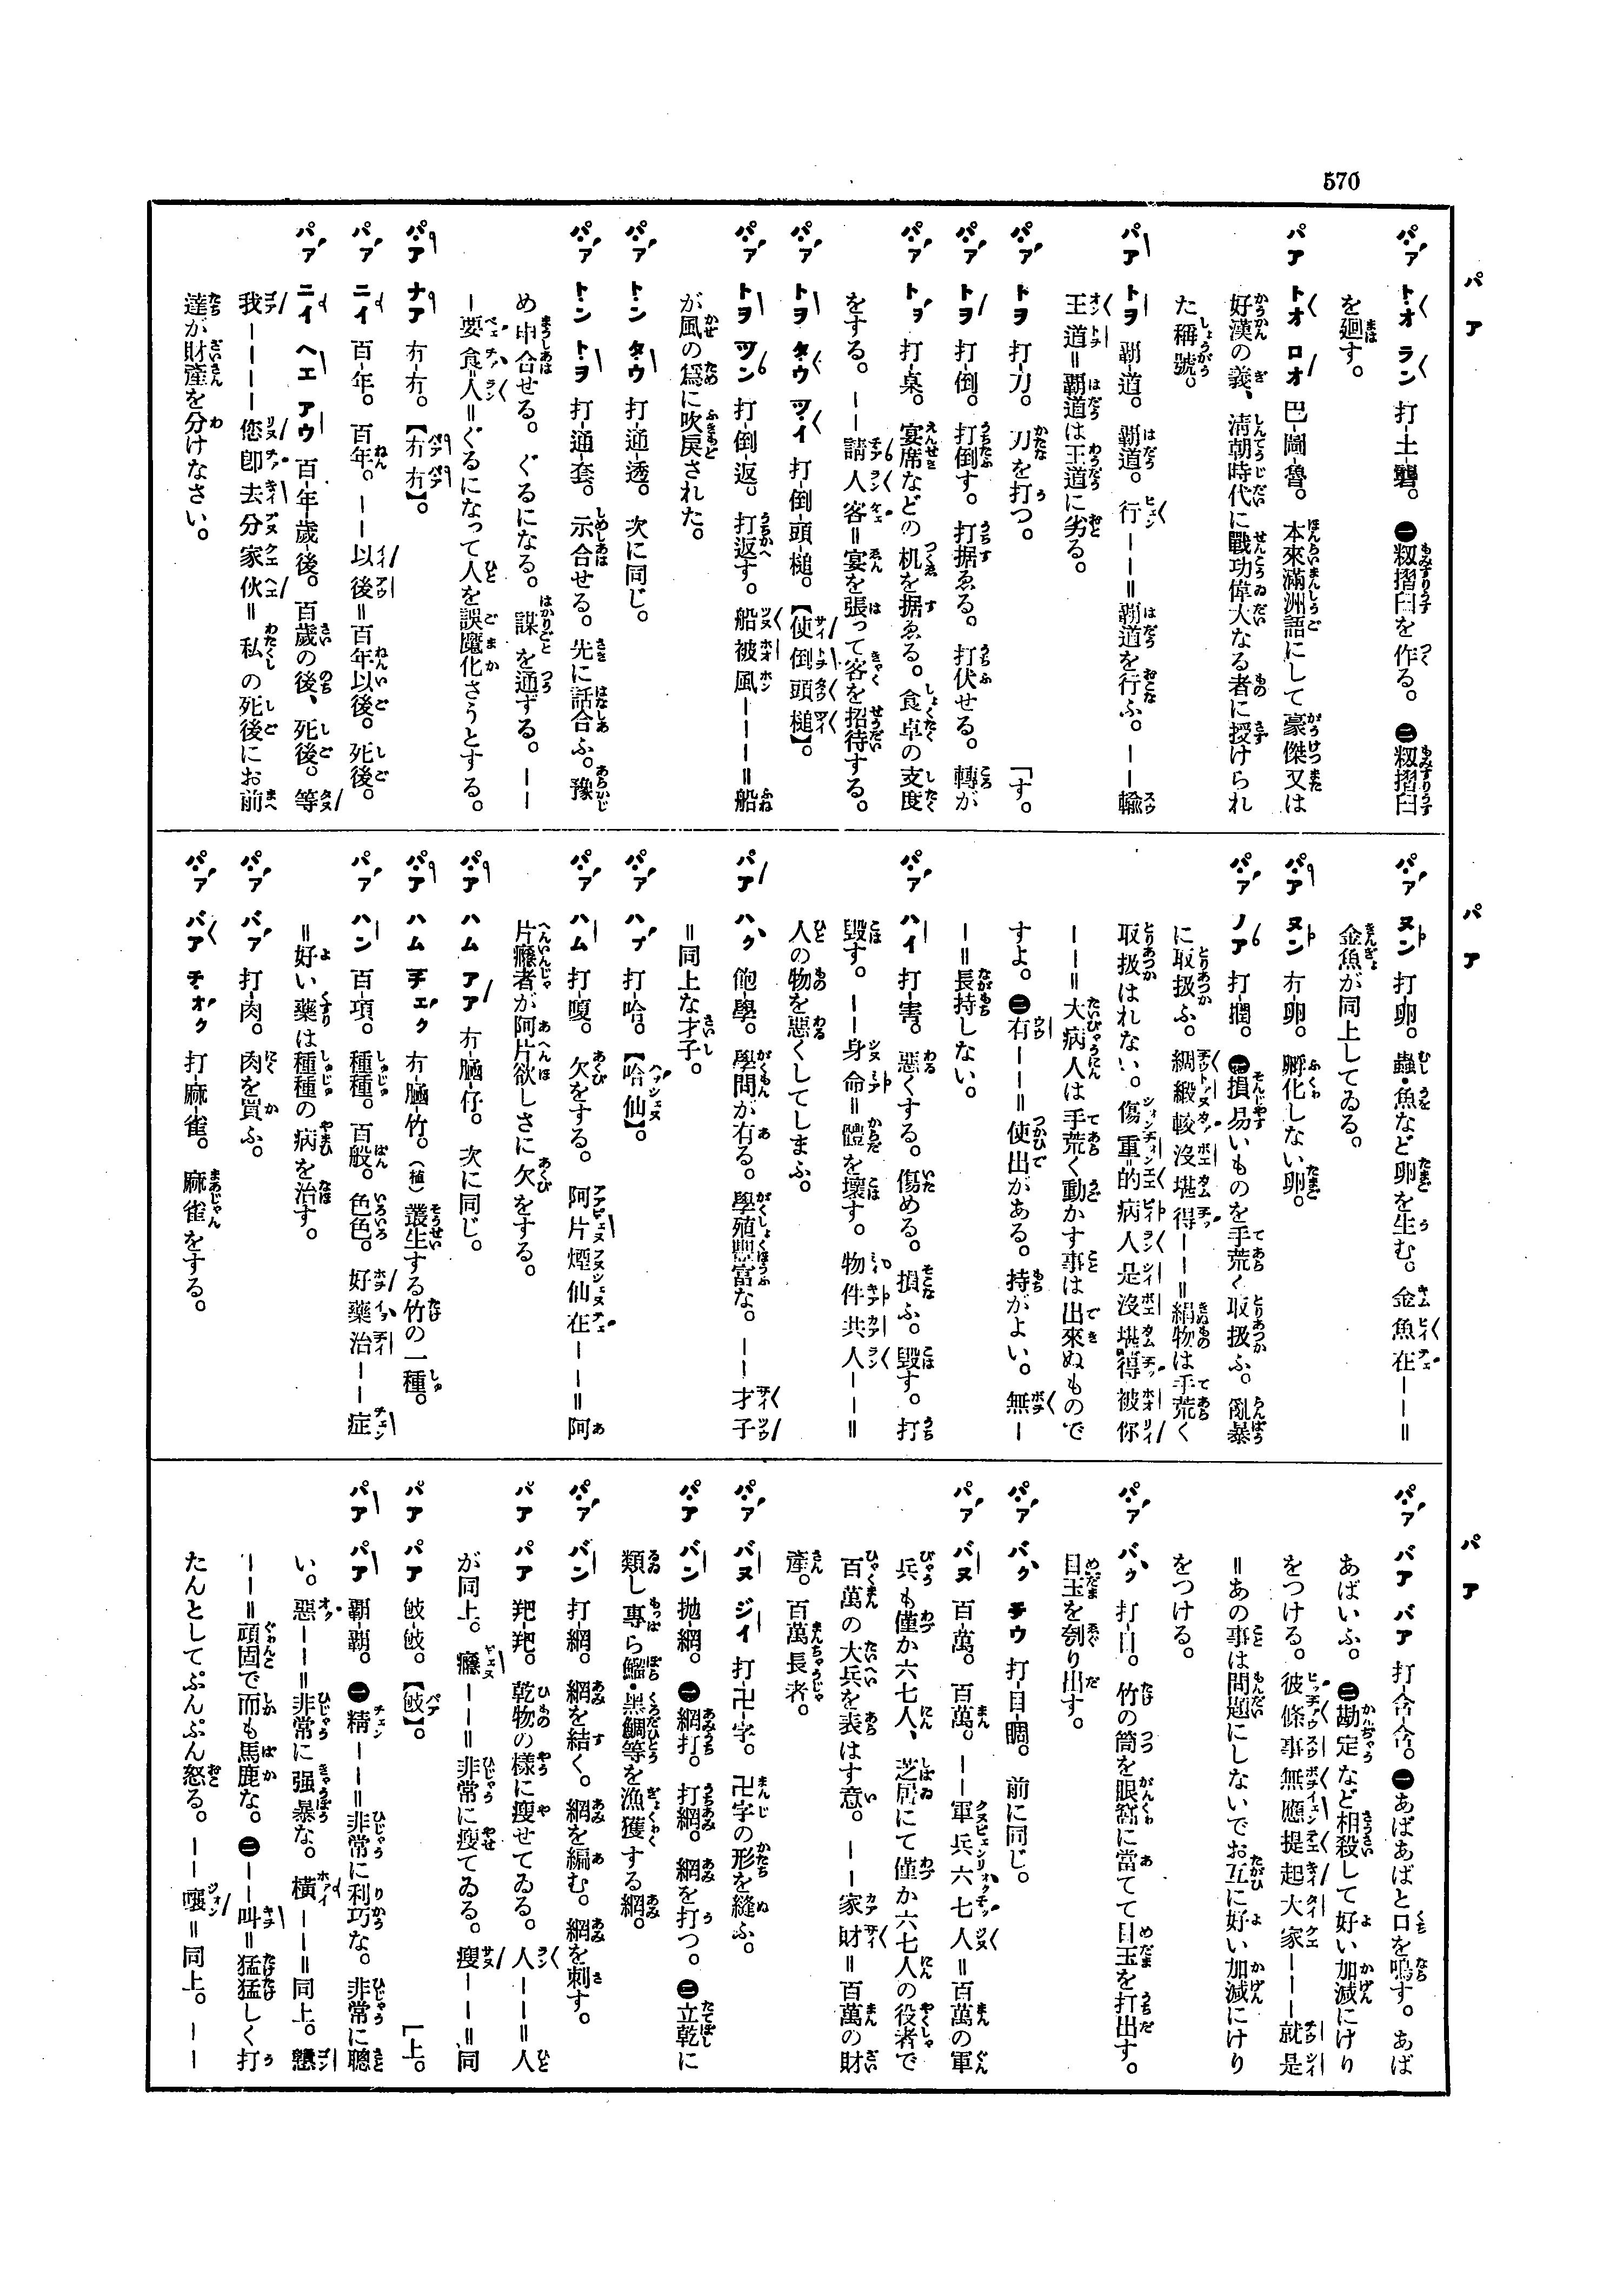 570
パア
パア トオ ラン 打-土-礱。 ㊀籾摺臼を作る。 ㊁籾摺臼
を廻す。
パア トオ ロオ 巴-圖-魯。 本來滿洲語にして豪傑又は
好漢の義、淸朝時代に戰功偉大なる者に授けられ
た稱號。
パア トヲ 覇-道。 覇道。 行––＝覇道を行ふ。 ––輸
王道＝覇道は王道に劣る。
パア トヲ 打-刀。 刀を打つ。 「す。
パア トヲ 打-倒。 打倒す。 打据ゑる。 打伏せる。 轉が
パア トヲ 打-桌。 宴席などの机を据ゑる。食卓の支度
をする。 ––請人客＝宴を張って客を招待する。
パア トヲ タウ ツイ 打-倒-頭-槌。【使倒頭槌】。
パア トヲ ツン 打-倒-返。 打返す。 船被風–––＝船
が風の爲に吹戻された。
パア トン タウ 打-通-透。 次に同じ。
パア トン トヲ 打-通-套。 示合せる。先に話合ふ。豫
め申合せる。 ぐるになる。 謀を通ずる。 ––
–要食人＝ぐるになって人を誤魔化さうとする。
パア ナア 冇-冇。【冇冇】。
パア ニイ 百-年。 百年。 ––以後＝百年以後。死後。
パア ニイ ヘエ アウ 百-年-歲-後。 百歲の後、死後。等
我––––您卽去分家伙＝私の死後にお前
達が財產を分けなさい。
パア
パア ヌン 打-卵。 蟲・魚など卵を生む。 金魚在––＝
金魚が同上してゐる。
パア ヌン 冇-卵。 孵化しない卵。
パア ノア 打-擱。 ㊀損易いものを手荒く取扱ふ。 亂暴
に取扱ふ。 綢緞較沒堪得––＝絹物は手荒く
取扱はれない。傷重的病人是沒堪得被你
––＝大病人は手荒く動かす事は出來ぬもので
すよ。㊁有––＝使出がある。持がよい。 無–
–＝長持しない。
パア ハイ 打-害。 惡くする。 傷める。 損ふ。毀す。 打
毀す。 ––身命＝體を壞す。 物件共人––＝
人の物を惡くしてしまふ。
パア ハク 飽-學。 學問が有る。 學殖豐富な。 ––才子
＝同上な才子。
パア ハプ 打-哈。【哈仙】。
パア ハム 打-嗄。 欠をする。 阿片煙仙在––＝阿
片癮者が阿片欲しさに欠をする。
パア ハム アア 冇-腦-仔。 次に同じ。
パア ハム チェク 冇-腦-竹。（植）叢生する竹の一種。
パア ハン 百-項。 種種。 百般。色色。 好藥治––症
＝好い藥は種種の病を治す。
パア バア 打-肉。 肉を買ふ。
パア バア チオク 打-麻-雀。 麻雀をする。
パア
パア バア バア 打-含-含。㊀あばあばと口を鳴す。あば
あばいふ。 ㊁勘定など相殺して好い加減にけり
をつける。 彼條事無應提起大家–––就是
＝あの事は問題にしないでお互に好い加減にけり
をつける。
パア バク 打-目。 竹の筒を眼窩に當てて目玉を打出す。
目玉を刳り出す。
パア バク チウ 打-目-睭。 前に同じ。
パア バヌ 百-萬。 百萬。 ––軍兵六七人＝百萬の軍
兵も僅か六七人、芝居にて僅か六七人の役者で
百萬の大兵を表はす意。 ––家財＝百萬の財
產。百萬長者。
パア バヌ ジイ 打-卍-字。 卍字の形を縫ふ。
パア バン 抛-網。㊀網打。 打網。 網を打つ。 ㊁立乾に
類し專ら鰡・黑鯛等を漁獲する網。
パア バン 打-網。 網を結く。網を編む。網を刺す。
パア パア 羓-羓。 乾物の樣に瘦せてゐる。 人––＝人
が同上。 癮––＝非常に瘦てゐる。 瘦––＝同
パア パア 鮁-鮁。【鮁】。 「上。
パア パア 覇-覇。 ㊀精––＝非常に利巧な。 非常に聰
い。惡––＝非常に强暴な。 橫––＝同上。戇
––＝頑固で而も馬鹿な。㊁––叫＝猛猛しく打
たんとしてぷんぷん怒る。 ––嚷＝同上。 ––